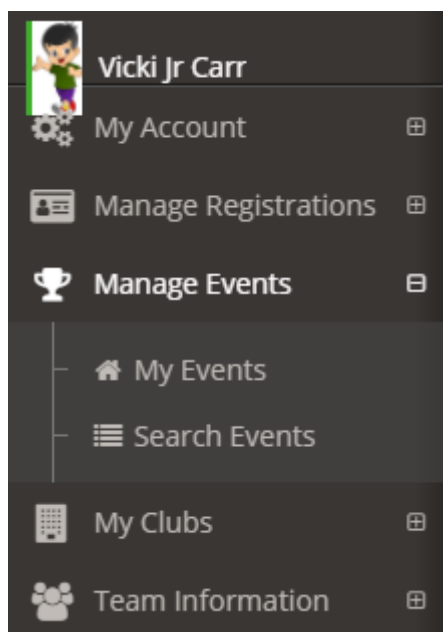 Vicki Jr Carr
My Account
Manage Registrations
Manage Events
My Events
Search Events
My Clubs
Team Information